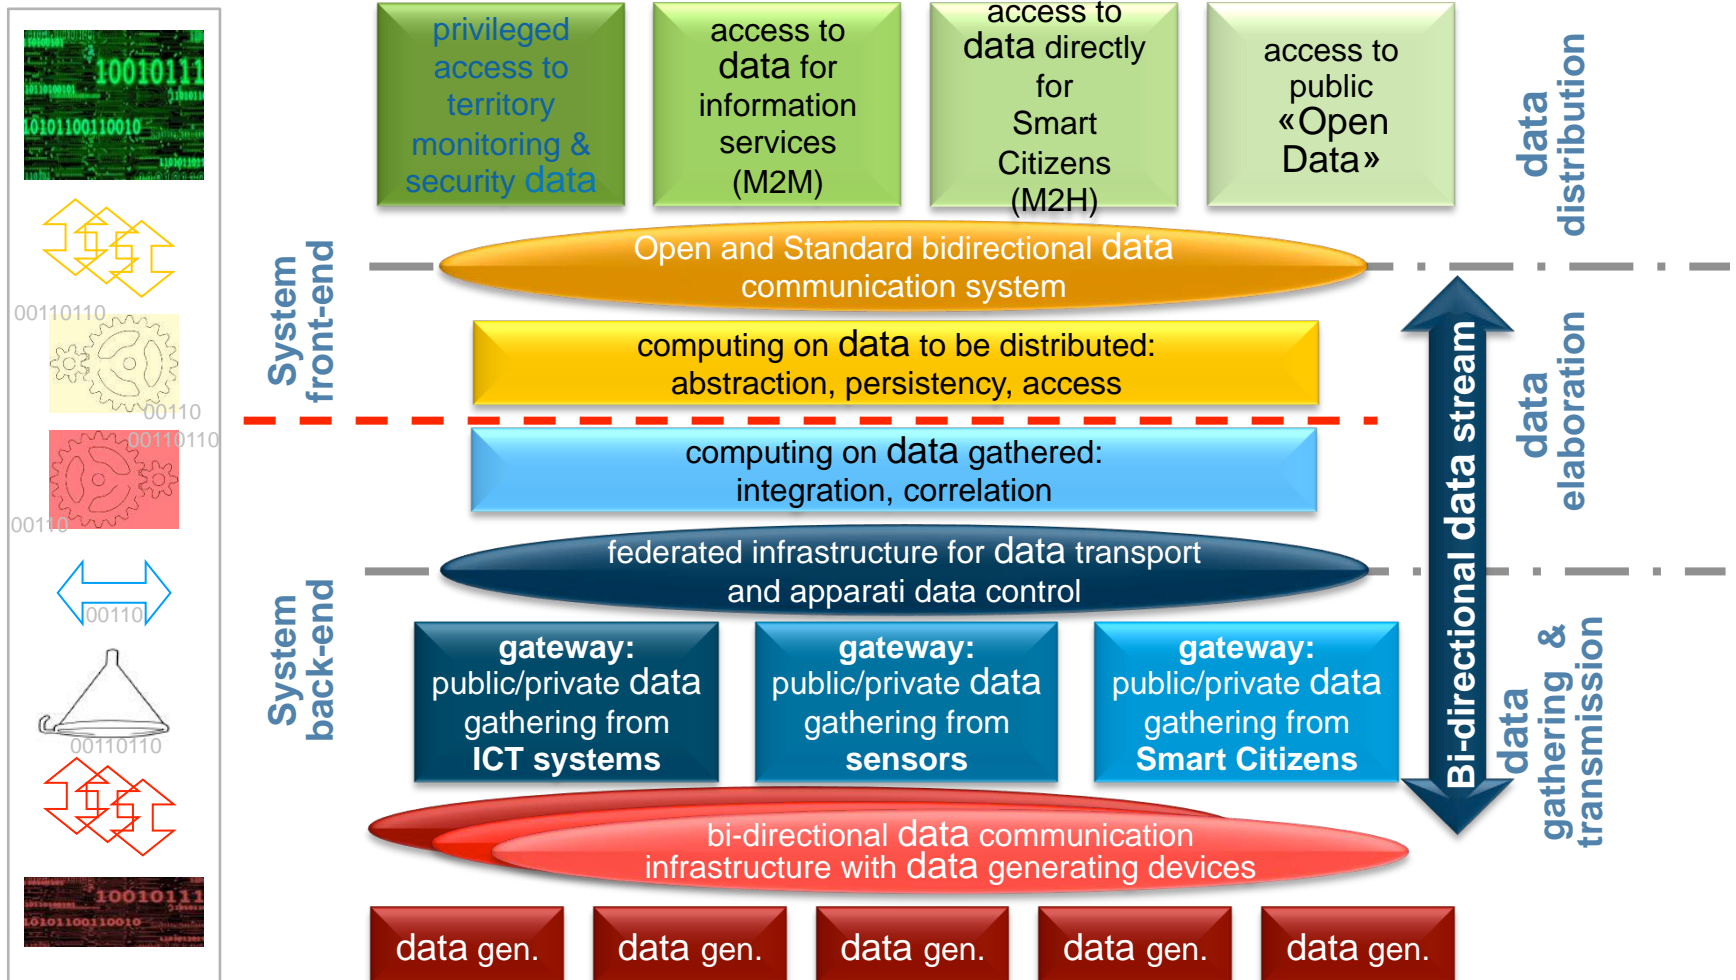 privileged
access to
territory
monitoring &
security data
access to
data for
information
services
(M2M)
access to
data directly
for
Smart
Citizens
(M2H)
access to
public
«Open
Data»
data
distribution
Open and Standard bidirectional data
communication system
System
front-end
computing on data to be distributed:
abstraction, persistency, access
computing on data gathered:
integration, correlation
data
elaboration
Bi-directional data stream
federated infrastructure for data transport
and apparati data control
System
back-end
gateway:
public/private data
gathering from
ICT systems
gateway:
public/private data
gathering from
sensors
gateway:
public/private data
gathering from
Smart Citizens
data
gathering &
transmission
bi-directional data communication
infrastructure with data generating devices
data gen.
data gen.
data gen.
data gen.
data gen.
10010111
10101100110010
00110110
00110
00110110
00110
00110
00110110
10010111
10101100110010